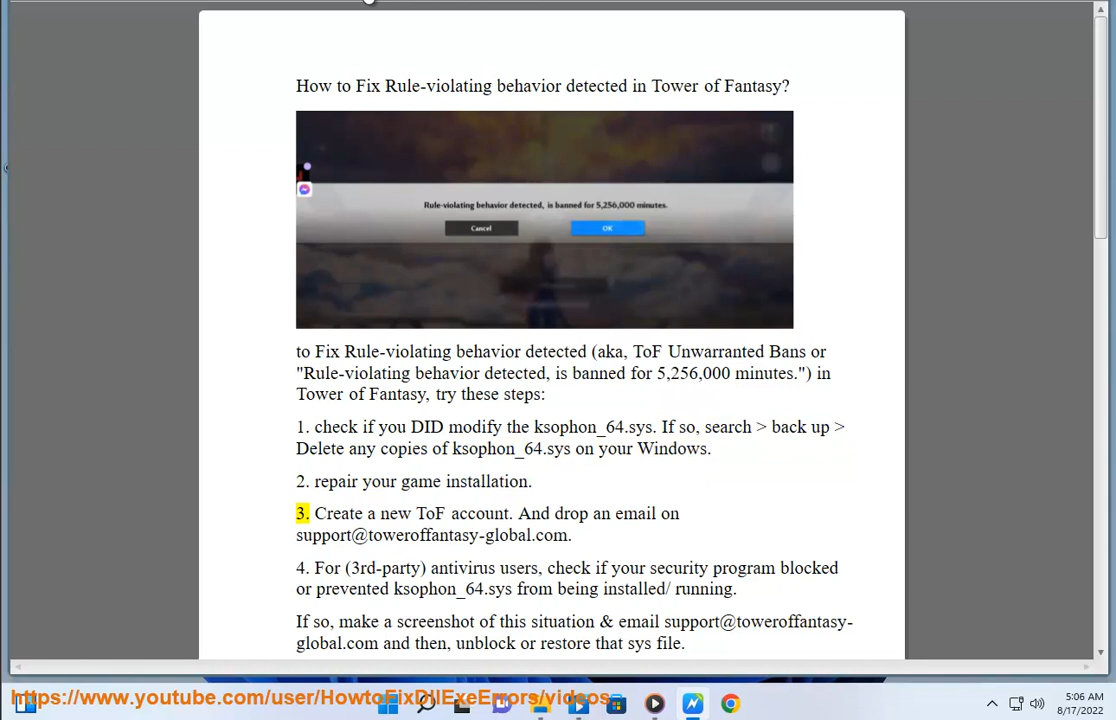 How to Fix Rule-violating behavior detected in Tower of Fantasy?
Rule-violating behavior detected, is banned for 5,256,000 minutes.
Cancel
OK
to Fix Rule-violating behavior detected (aka, ToF Unwarranted Bans or
"Rule-violating behavior detected, is banned for 5,256,000 minutes.") in
Tower of Fantasy, try these steps:
1. check if you DID modify the ksophon_64.sys. If so, search > back up >
Delete any copies of ksophon_64.sys on your Windows.
2. repair your game installation.
3. Create a new ToF account. And drop an email on
support@toweroffantasy-global.com.
4. For (3rd-party) antivirus users, check if your security program blocked
or prevented ksophon_64.sys from being installed/ running.
If so, make a screenshot of this situation & email support@toweroffantasy-
global.com and then, unblock or restore that sys file.
https://www.youtube.com/user/HowtoFixDllExeErrors/videos
5:06 AM
8/17/2022